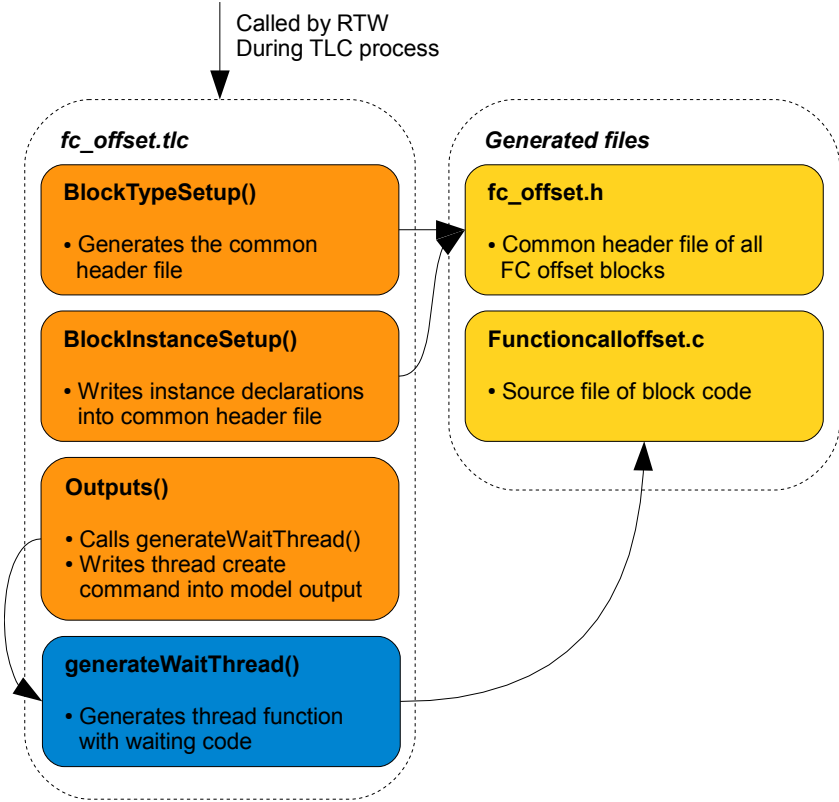 Called by RTW
During TLC process
fc_offset.tlc
BlockTypeSetup()
• Generates the common
header file
BlockInstanceSetup()
• Writes instance declarations
into common header file
Outputs()
• Calls generateWaitThread()
• Writes thread create
command into model output
generateWaitThread()
• Generates thread function
with waiting code
Generated files
fc_offset.h
• Common header file of all
FC offset blocks
Functioncalloffset.c
• Source file of block code